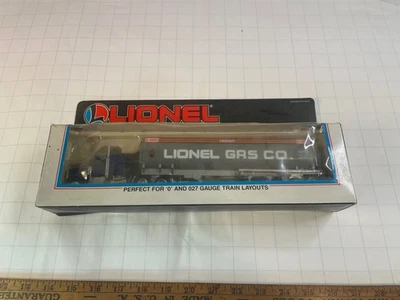 LIONEL
LIONEL GAS CO.
PERFECT FOR 'O' AND 027 GAUGE TRAIN LAYOUTS